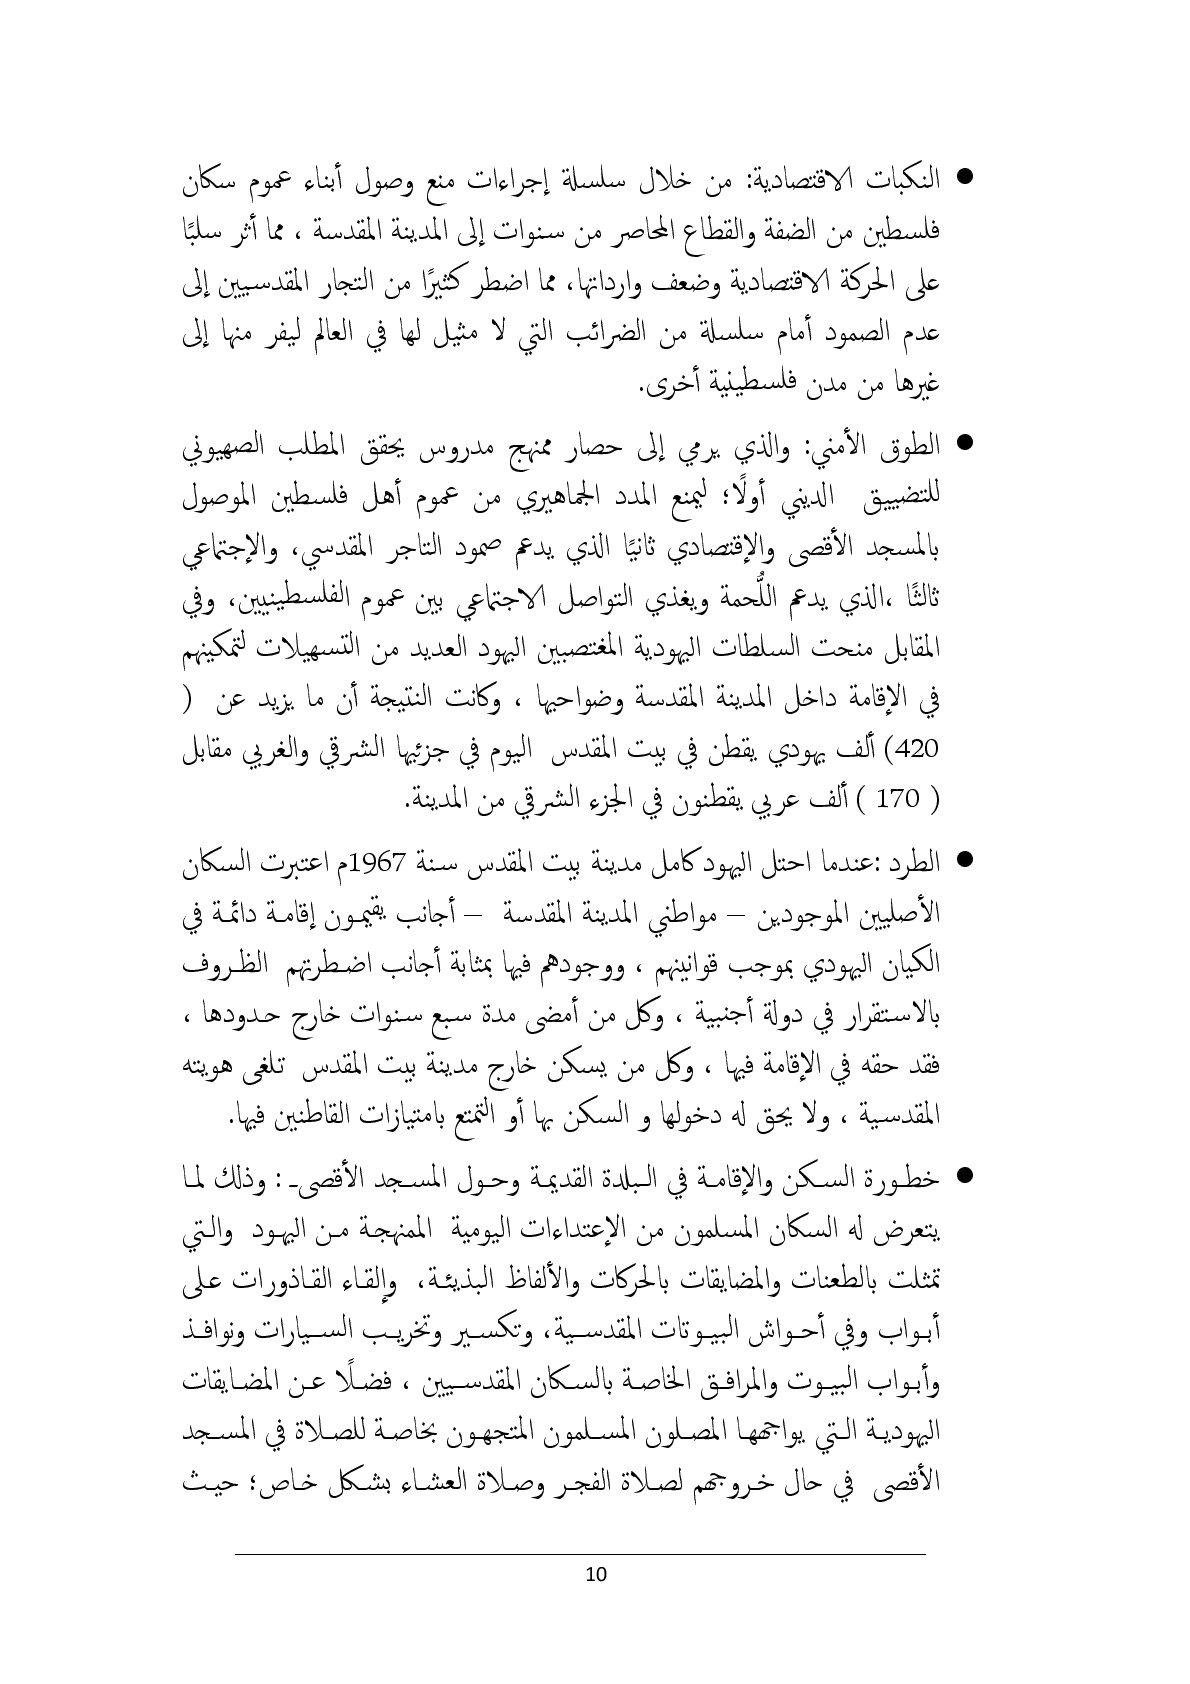 ● النكبات الاقتصادية: من خلال سلسلة إجراءات منع وصول أبناء عموم سكان
فلسطين من الضفة والقطاع المحاصر من سنوات إلى المدينة المقدسة ، مما أثر سلبًا
على الحركة الاقتصادية وضعف وارداتها، مما اضطر كثيرًا من التجار المقدسيين إلى
عدم الصمود أمام سلسلة من الضرائب التي لا مثيل لها في العالم ليفر منها إلى
غيرها من مدن فلسطينية أخرى.
● الطوق الأمني: والذي يرمي إلى حصار ممنهج مدروس يحقق المطلب الصهيوني
للتضييق الديني أولًا؛ ليمنع المدد الجماهيري من عموم أهل فلسطين الموصول
بالمسجد الأقصى والإقتصادي ثانيًا الذي يدعم صمود التاجر المقدسي، والإجتماعي
ثالثًا ،الذي يدعم اللُّحمة ويغذي التواصل الاجتماعي بين عموم الفلسطينيين، وفي
المقابل منحت السلطات اليهودية المغتصبين اليهود العديد من التسهيلات لتمكينهم
في الإقامة داخل المدينة المقدسة وضواحيها ، وكانت النتيجة أن ما يزيد عن (
420) ألف يهودي يقطن في بيت المقدس اليوم في جزئيها الشرقي والغربي مقابل
( 170 ) ألف عربي يقطنون في الجزء الشرقي من المدينة.
● الطرد :عندما احتل اليهود كامل مدينة بيت المقدس سنة 1967م اعتبرت السكان
الأصليين الموجودين – مواطني المدينة المقدسة – أجانب يقيمون إقامة دائمة في
الكيان اليهودي بموجب قوانينهم ، ووجودهم فيها بمثابة أجانب اضطرتهم الظروف
بالاستقرار في دولة أجنبية ، وكل من أمضى مدة سبع سنوات خارج حدودها ،
فقد حقه في الإقامة فيها ، وكل من يسكن خارج مدينة بيت المقدس تلغى هويته
المقدسية ، ولا يحق له دخولها و السكن بها أو التمتع بامتيازات القاطنين فيها.
● خطورة السكن والإقامة في البلدة القديمة وحول المسجد الأقصىـ : وذلك لما
يتعرض له السكان المسلمون من الإعتداءات اليومية الممنهجة من اليهود والتي
تمثلت بالطعنات والمضايقات بالحركات والألفاظ البذيئة، وإلقاء القاذورات على
أبواب وفي أحواش البيوتات المقدسية، وتكسير وتخريب السيارات ونوافذ
وأبواب البيوت والمرافق الخاصة بالسكان المقدسيين ، فضلًا عن المضايقات
اليهودية التي يواجهها المصلون المسلمون المتجهون بخاصة للصلاة في المسجد
الأقصى في حال خروجهم لصلاة الفجر وصلاة العشاء بشكل خاص؛ حيث
10